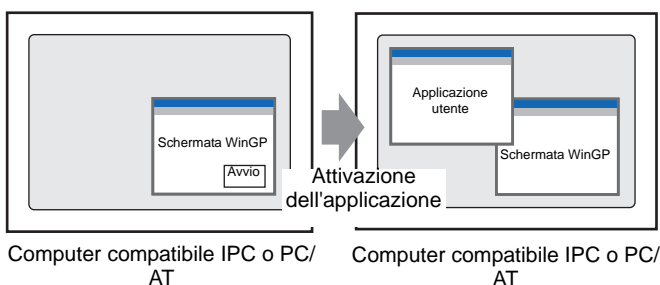 Schermata WinGP
Avvio
Attivazione
dell'applicazione
Applicazione
utente
Schermata WinGP
Computer compatibile IPC o PC/
AT
Computer compatibile IPC o PC/
AT